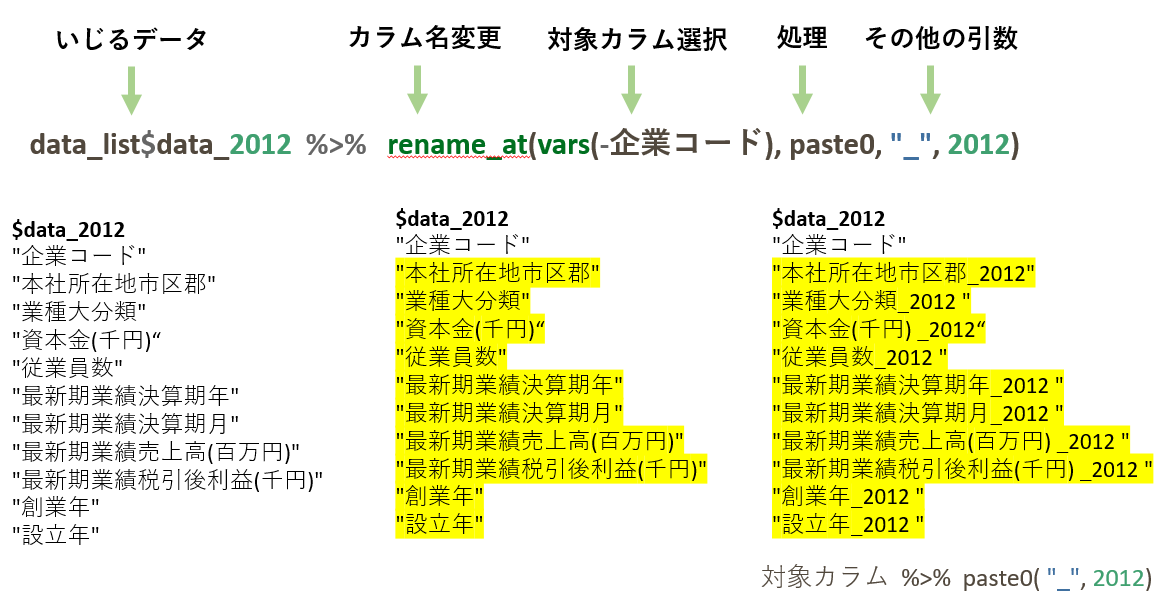 いじるデータ カラム名変更 対象カラム選択 処理 その他の引数
data_list$data_2012 %>% rename_at(vars(-企業コード), paste0, "_", 2012)
$data_2012
"企業コード"
"本社所在地市区郡"
"業種大分類"
"資本金(千円)“
"従業員数"
"最新期業績決算期年"
"最新期業績決算期月"
"最新期業績売上高(百万円)"
"最新期業績税引後利益(千円)"
"創業年"
"設立年"
$data_2012
"企業コード"
"本社所在地市区郡"
"業種大分類"
"資本金(千円)“
"従業員数"
"最新期業績決算期年"
"最新期業績決算期月"
"最新期業績売上高(百万円)"
"最新期業績税引後利益(千円)"
"創業年"
"設立年"
$data_2012
"企業コード"
"本社所在地市区郡_2012"
"業種大分類_2012 "
"資本金(千円) _2012“
"従業員数_2012 "
"最新期業績決算期年_2012 "
"最新期業績決算期月_2012 "
"最新期業績売上高(百万円) _2012 "
"最新期業績税引後利益(千円) _2012 "
"創業年_2012 "
"設立年_2012 "
対象カラム %>% paste0( "_", 2012)